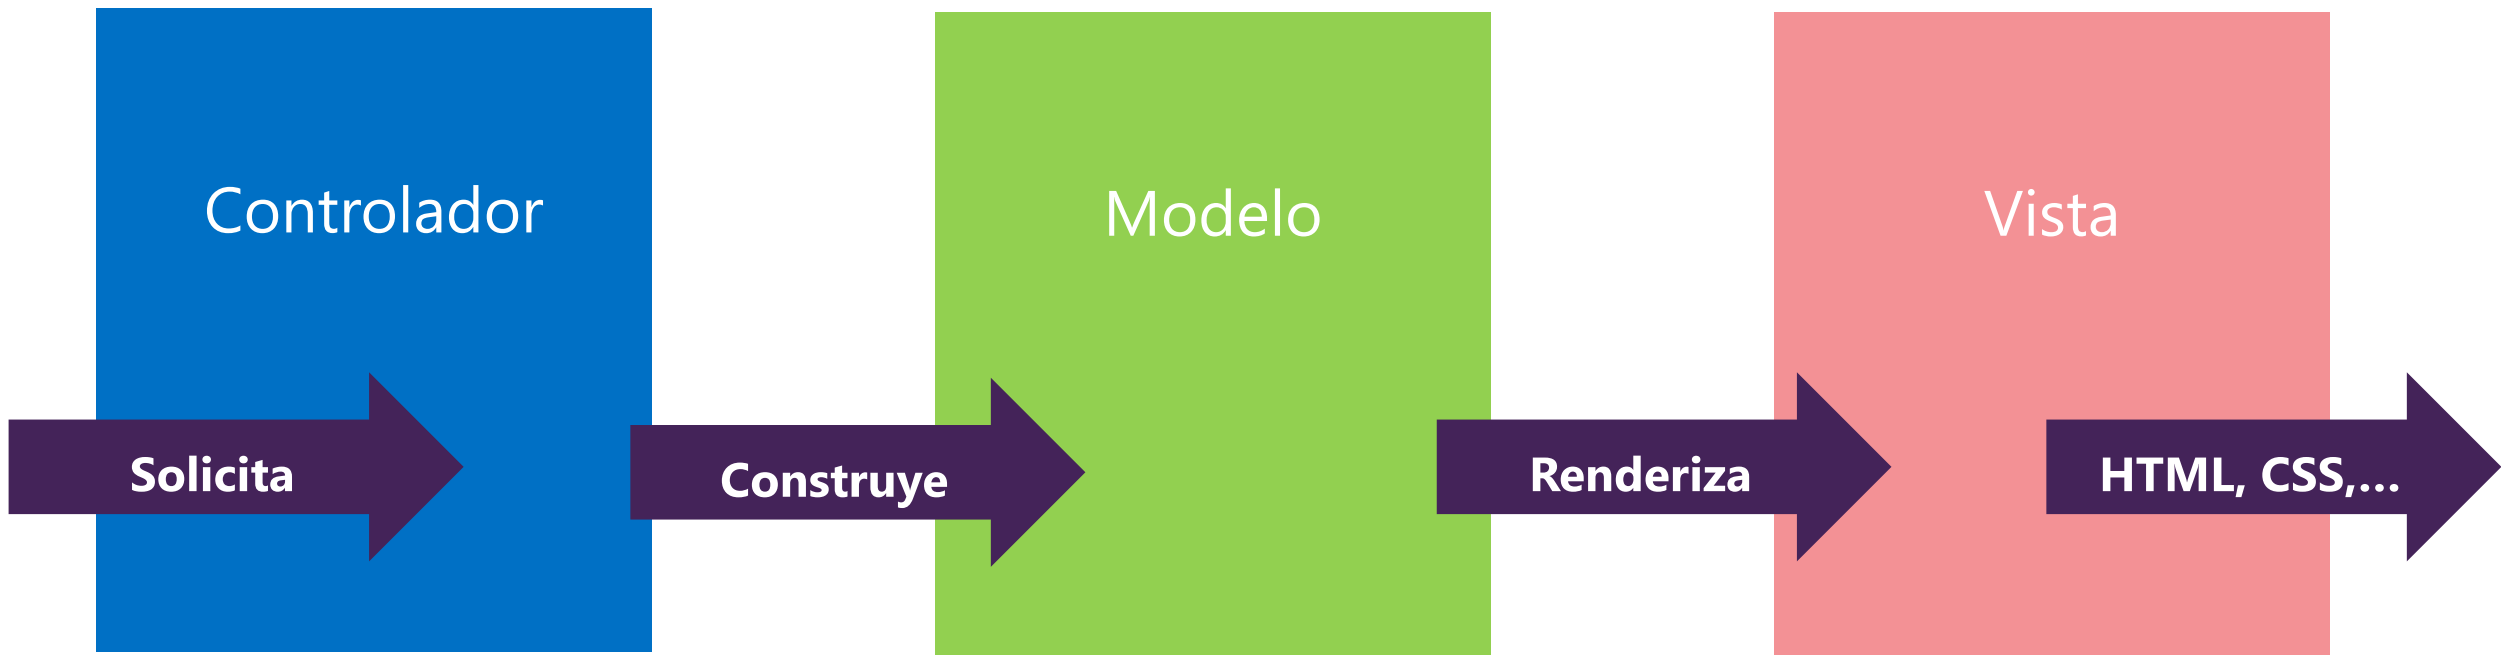 Controlador
Modelo
Vista
Solicita
Construye
Renderiza
HTML, CSS, ...